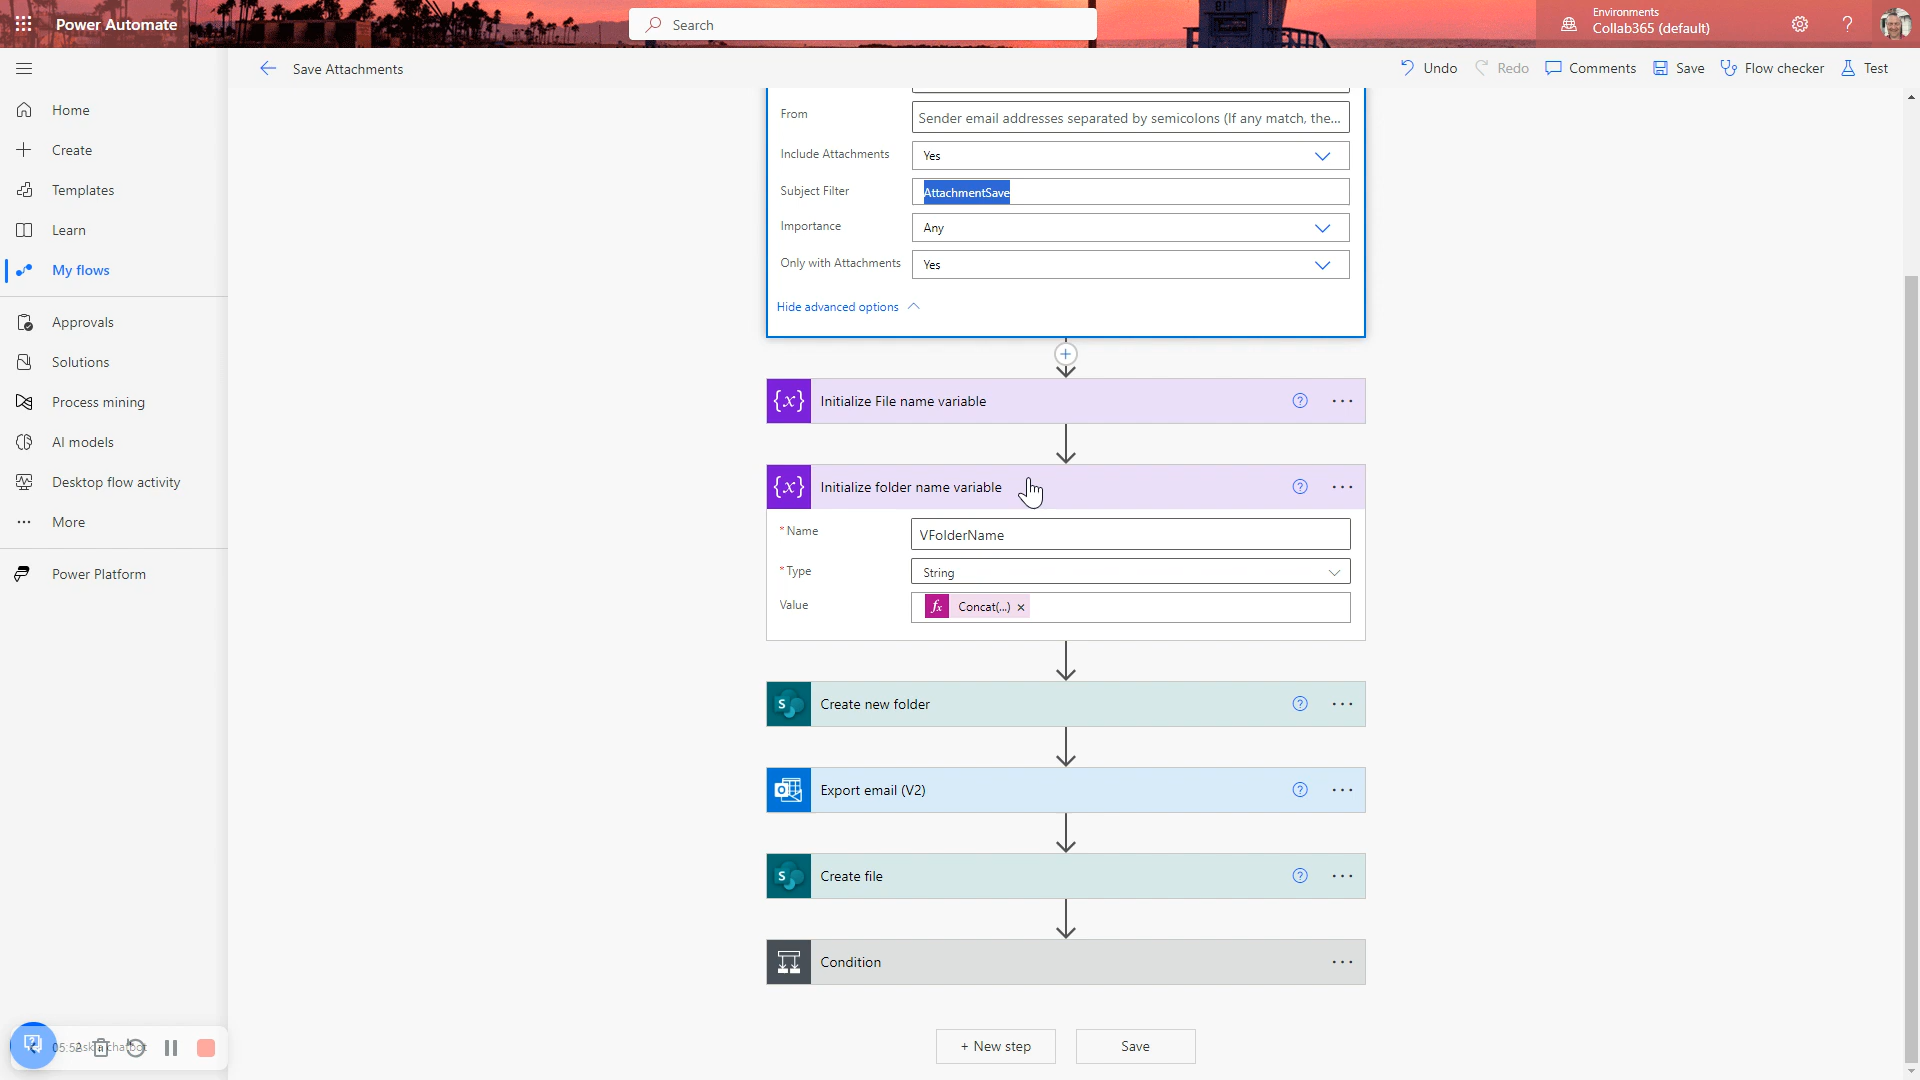 Power Automate
Search
Environments
Collab365 (default)
Save Attachments
Undo
Redo
Comments
Save
Flow checker
Test
Home
Create
Templates
Learn
My flows
Approvals
Solutions
Process mining
AI models
Desktop flow activity
More
Power Platform
From
Sender email addresses separated by semicolons (If any match, the...
Include Attachments
Yes
Subject Filter
AttachmentSave
Importance
Any
Only with Attachments
Yes
Hide advanced options
{x} Initialize File name variable
{x} Initialize folder name variable
* Name
VFolderName
* Type
String
Value
fx Concat(...) ×
S Create new folder
Export email (V2)
S Create file
Condition
+ New step
Save
05:52